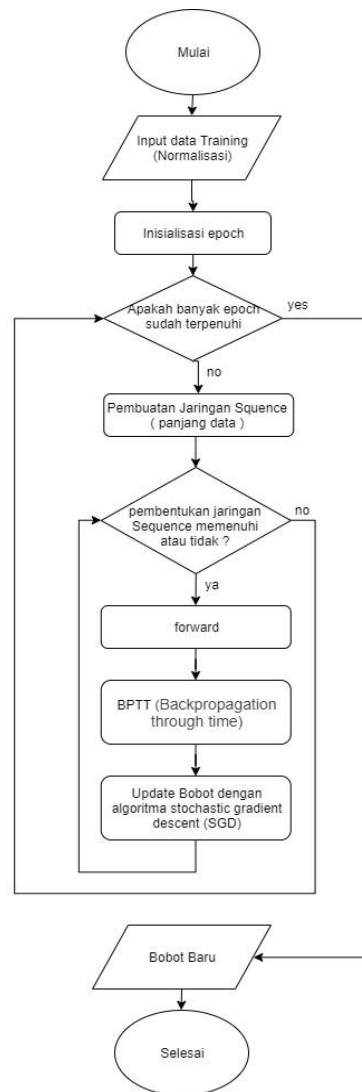 Mulai
Input data Training
(Normalisasi)
Inisialisasi epoch
Apakah banyak epoch
sudah terpenuhi
yes
no
Pembuatan Jaringan Squence
( panjang data )
pembentukan jaringan
Sequence memenuhi
atau tidak ?
no
ya
forward
BPTT (Backpropagation
through time)
Update Bobot dengan
algoritma stochastic gradient
descent (SGD)
Bobot Baru
Selesai